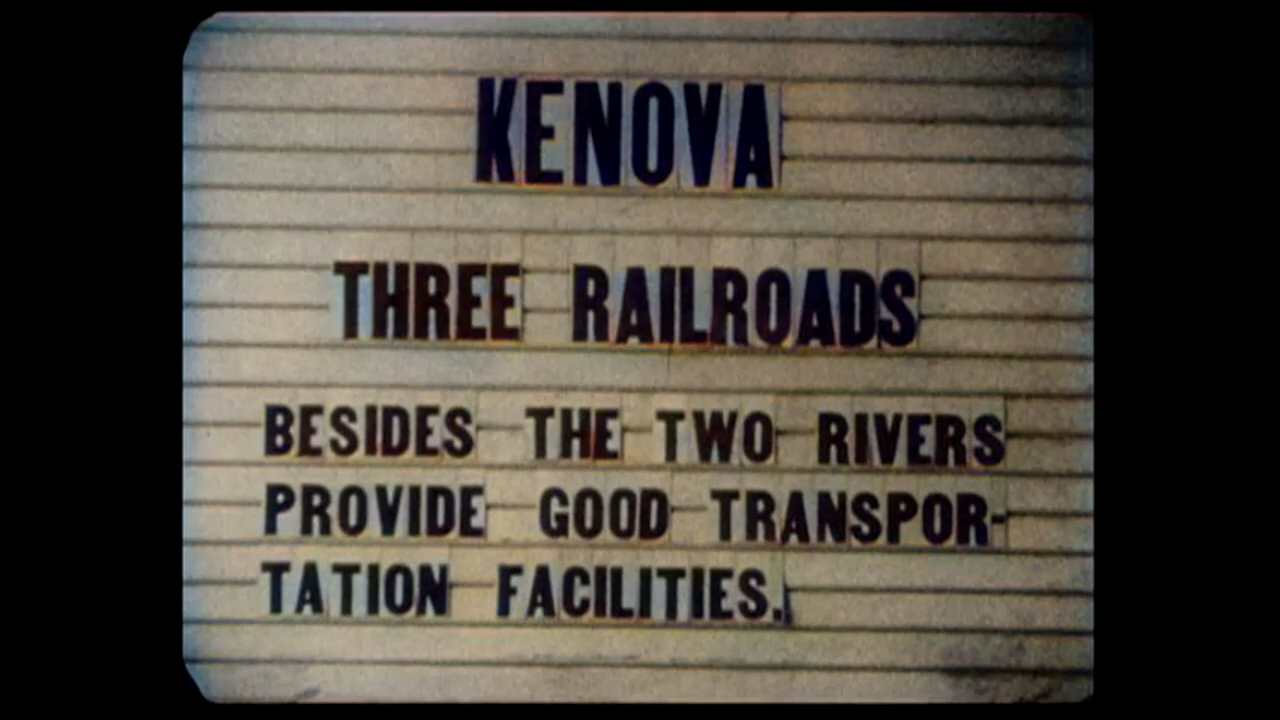 KENOVA
THREE RAILROADS
BESIDES THE TWO RIVERS
PROVIDE GOOD TRANSPOR-
TATION FACILITIES.